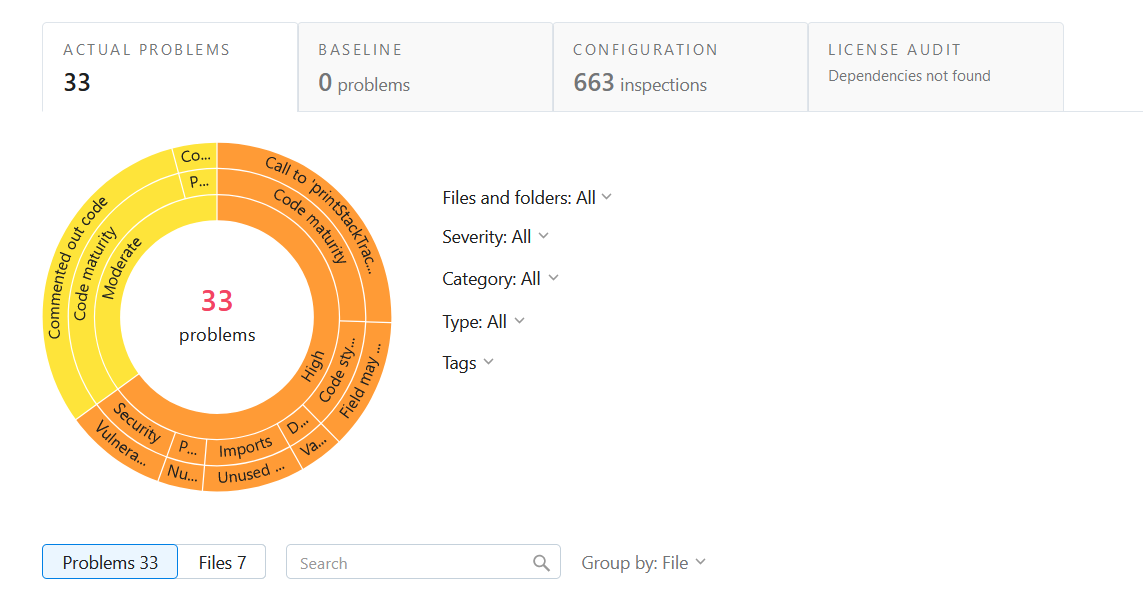 ACTUAL PROBLEMS
33
BASELINE
0 problems
CONFIGURATION
663 inspections
LICENSE AUDIT
Dependencies not found
Co...
P...
Call to 'printStackTrac...
Code maturity
Commented out code
Code maturity
Moderate
33
problems
High
Code sty...
Field may ...
D...
Va...
Imports
Unused ...
P...
Nu...
Security
Vulnera...
Files and folders: All
Severity: All
Category: All
Type: All
Tags
Problems 33
Files 7
Search
Group by: File